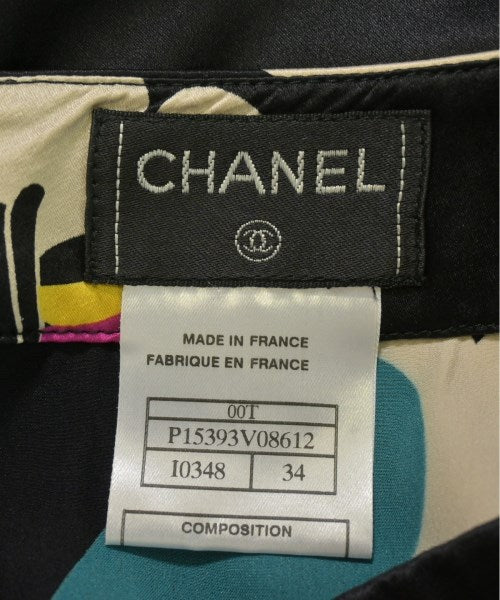 CHANEL
MADE IN FRANCE
FABRIQUE EN FRANCE
00T
P15393V08612
I0348 34
COMPOSITION